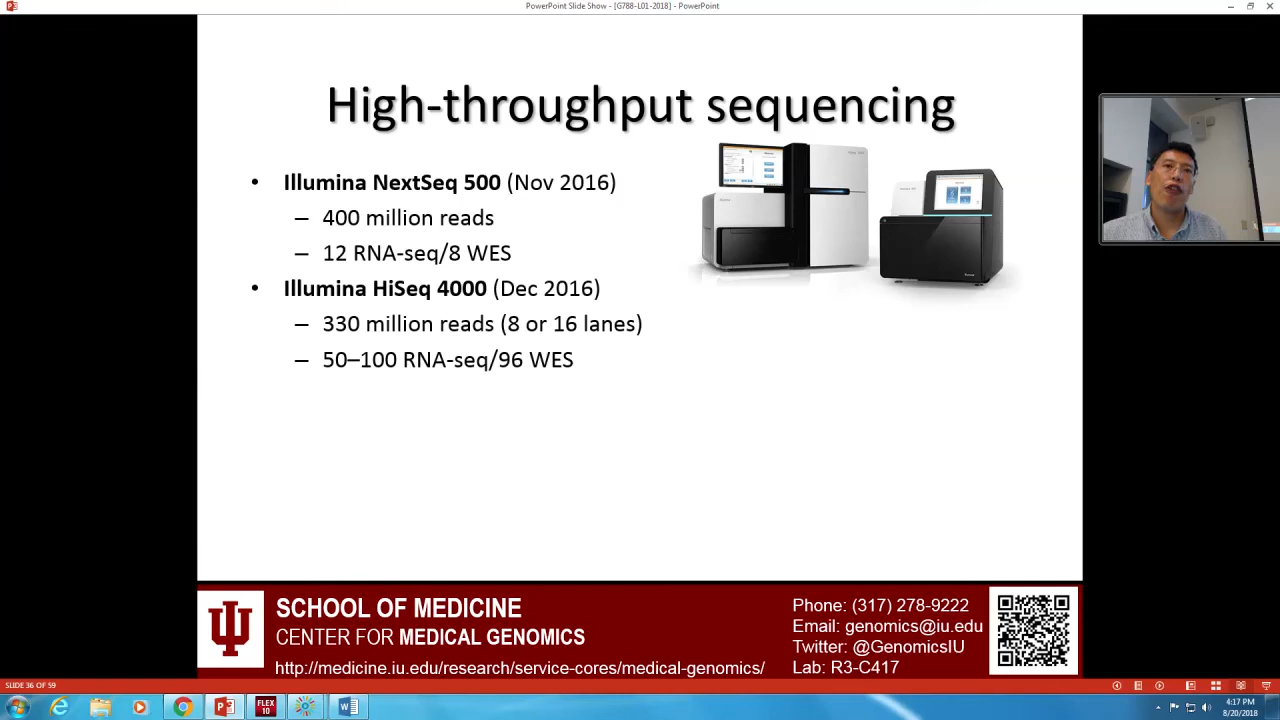 PowerPoint Slide Show - [G788-L01-2018] - PowerPoint
High-throughput sequencing
• Illumina NextSeq 500 (Nov 2016)
– 400 million reads
– 12 RNA-seq/8 WES
• Illumina HiSeq 4000 (Dec 2016)
– 330 million reads (8 or 16 lanes)
– 50–100 RNA-seq/96 WES
SCHOOL OF MEDICINE
CENTER FOR MEDICAL GENOMICS
http://medicine.iu.edu/research/service-cores/medical-genomics/
Phone: (317) 278-9222
Email: genomics@iu.edu
Twitter: @GenomicsIU
Lab: R3-C417
SLIDE 36 OF 59
FLEX
10
4:17 PM
8/20/2018